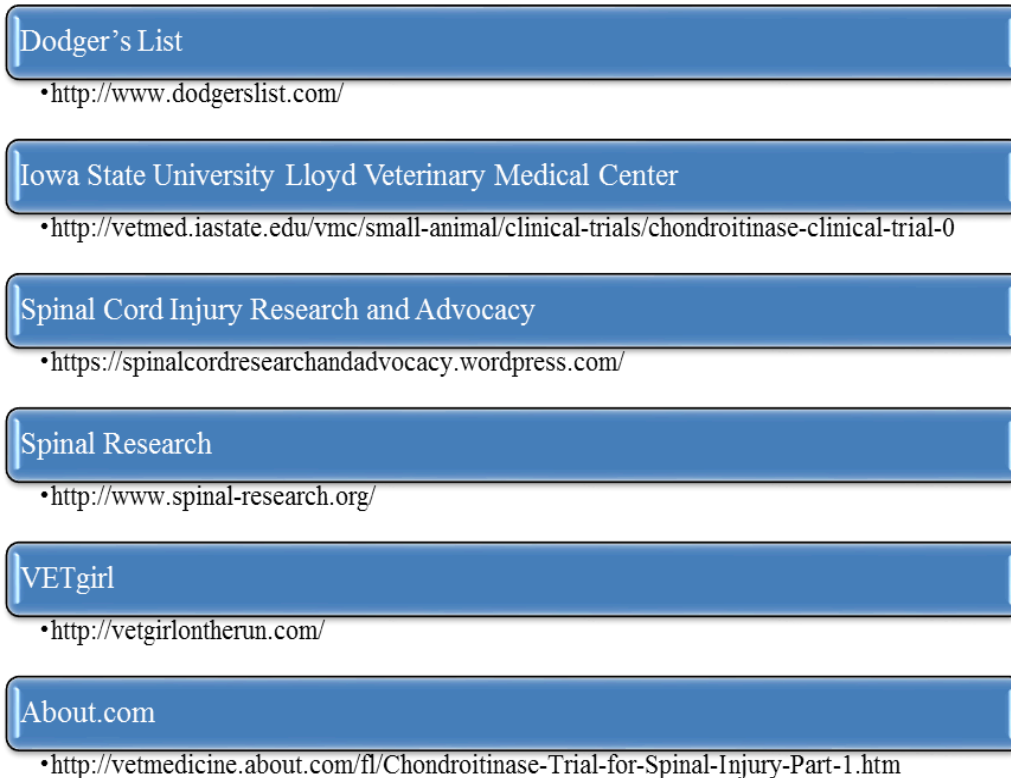 Dodger’s List
•http://www.dodgerslist.com/
Iowa State University Lloyd Veterinary Medical Center
•http://vetmed.iastate.edu/vmc/small-animal/clinical-trials/chondroitinase-clinical-trial-0
Spinal Cord Injury Research and Advocacy
•https://spinalcordresearchandadvocacy.wordpress.com/
Spinal Research
•http://www.spinal-research.org/
VETgirl
•http://vetgirlontherun.com/
About.com
•http://vetmedicine.about.com/fl/Chondroitinase-Trial-for-Spinal-Injury-Part-1.htm